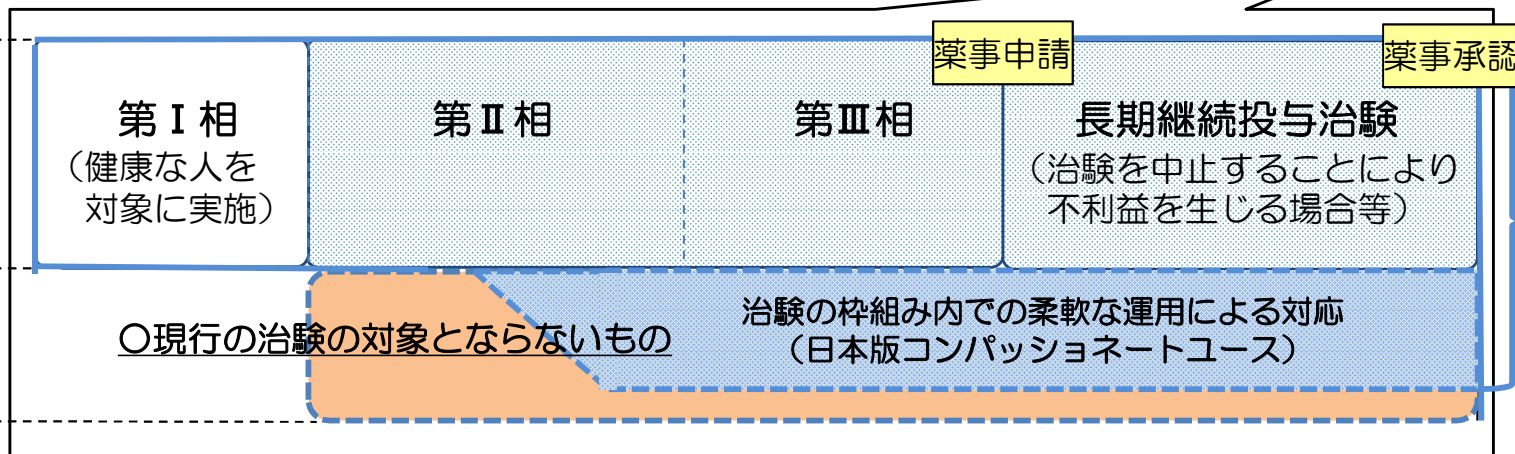 薬事申請
薬事承認
第Ⅰ相
（健康な人を
対象に実施）
第Ⅱ相
第Ⅲ相
長期継続投与治験
（治験を中止することにより
不利益を生じる場合等）
〇現行の治験の対象とならないもの
治験の枠組み内での柔軟な運用による対応
（日本版コンパッショネートユース）